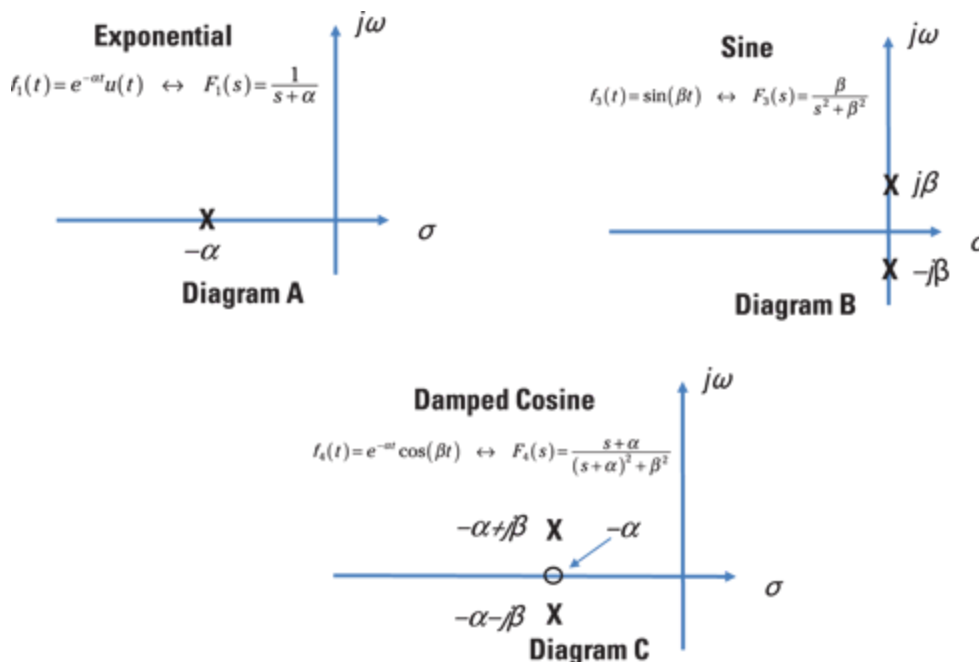 Exponential
jω
f₁(t)=e^{-αt}u(t) ↔ F₁(s)=1/(s+α)
σ
-α
Diagram A
Sine
jω
f₃(t)=sin(βt) ↔ F₃(s)=β/(s²+β²)
X jβ
σ
X -jβ
Diagram B
Damped Cosine
jω
f₄(t)=e^{-αt}cos(βt) ↔ F₄(s)=(s+α)/((s+α)²+β²)
-α+jβ X -α
σ
-α-jβ X
Diagram C